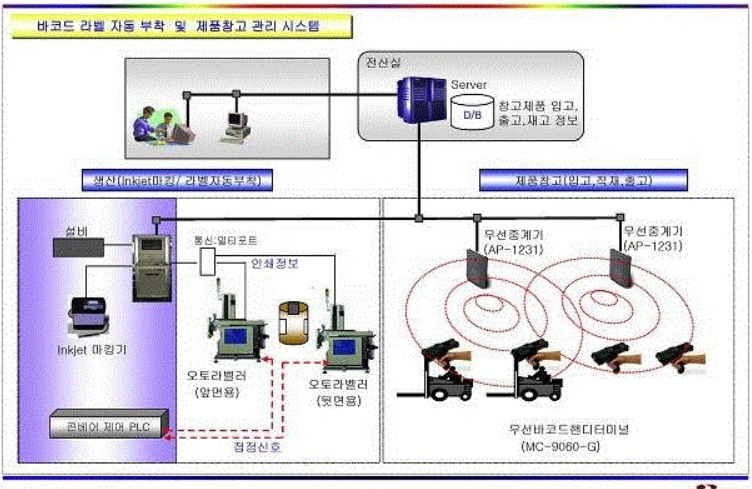 바코드 라벨 자동 부착 및 제품창고 관리 시스템
전산실
Server
D/B
창고제품 입고,
출고,재고 정보
생산(Inkjet마킹/ 라벨자동부착)
제품창고(입고,적재,출고)
설비
통신:멀티포트
인쇄정보
무선중계기
(AP-1231)
무선중계기
(AP-1231)
Inkjet 마킹기
오토라벨러
(앞면용)
오토라벨러
(뒷면용)
콘베어 제어 PLC
접점신호
무선바코드핸디터미널
(MC-9060-G)